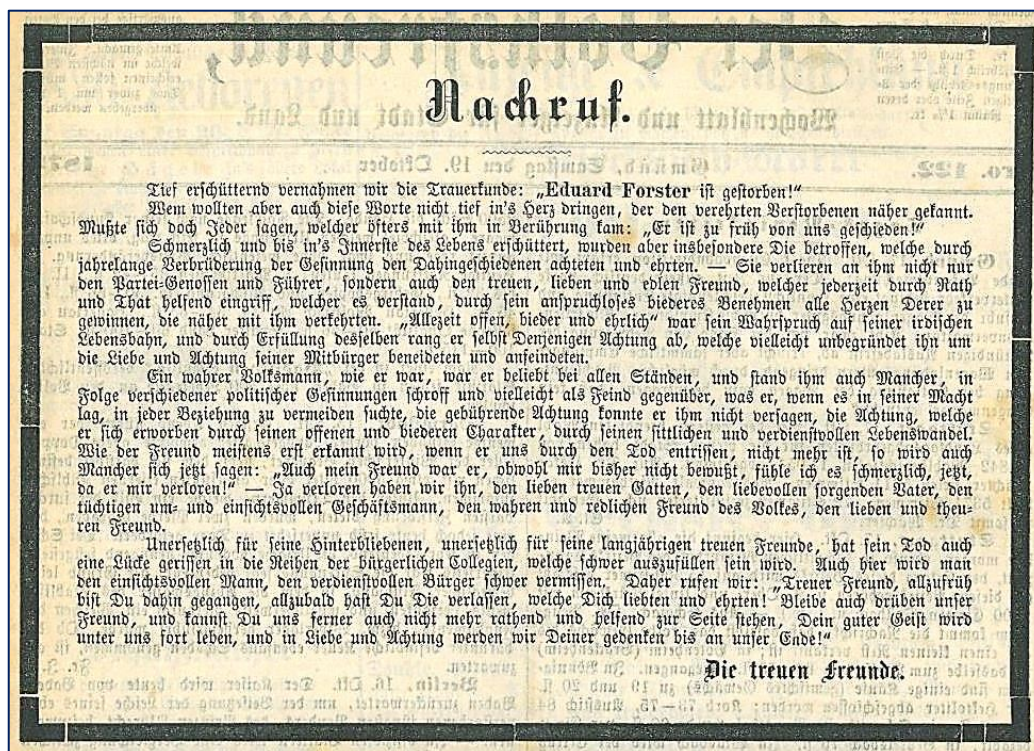 Nachruf.
Tief erschütternd vernahmen wir die Trauerkunde: „Eduard Forster ist gestorben!“
Wem wollten aber auch diese Worte nicht tief in's Herz dringen, der den verehrten Verstorbenen näher gekannt.
Mußte sich doch Jeder sagen, welcher öfters mit ihm in Berührung kam: „Er ist zu früh von uns geschieden!“
Schmerzlich und bis in's Innerste des Lebens erschüttert, wurden aber insbesondere Die betroffen, welche durch
jahrelange Verbrüderung der Gesinnung den Dahingeschiedenen achteten und ehrten. — Sie verlieren an ihm nicht nur
den Partei-Genossen und Führer, sondern auch den treuen, lieben und edlen Freund, welcher jederzeit durch Rath
und That helfend eingriff, welcher es verstand, durch sein anspruchloses biederes Benehmen alle Herzen Derer zu
gewinnen, die näher mit ihm verkehrten. „Allezeit offen, bieder und ehrlich“ war sein Wahrspruch auf seiner irdischen
Lebensbahn, und durch Erfüllung desselben rang er selbst Denjenigen Achtung ab, welche vielleicht unbegründet ihn um
die Liebe und Achtung seiner Mitbürger beneideten und anfeindeten.
Ein wahrer Volksmann, wie er war, war er beliebt bei allen Ständen, und stand ihm auch Mancher, in
Folge verschiedener politischer Gesinnungen schroff und vielleicht als Feind gegenüber, was er, wenn es in seiner Macht
lag, in jeder Beziehung zu vermeiden suchte, die gebührende Achtung konnte er ihm nicht versagen, die Achtung, welche
er sich erworben durch seinen offenen und biederen Charakter, durch seinen sittlichen und verdienstvollen Lebenswandel.
Wie der Freund meistens erst erkannt wird, wenn er uns durch den Tod entrissen, nicht mehr ist, so wird auch
Mancher sich jetzt sagen: „Auch mein Freund war er, obwohl mir bisher nicht bewußt, fühle ich es schmerzlich, jetzt,
da er mir verloren!“ — Ja verloren haben wir ihn, den lieben treuen Gatten, den liebevollen sorgenden Vater, den
tüchtigen um- und einsichtsvollen Geschäftsmann, den wahren und redlichen Freund des Volkes, den lieben und theu-
ren Freund.
Unersetzlich für seine Hinterbliebenen, unersetzlich für seine langjährigen treuen Freunde, hat sein Tod auch
eine Lücke gerissen in die Reihen der bürgerlichen Collegien, welche schwer auszufüllen sein wird. Auch hier wird man
den einsichtsvollen Mann, den verdienstvollen Bürger schwer vermissen. Daher rufen wir: „Treuer Freund, allzufrüh
bist Du dahin gegangen, allzubald hast Du Die verlassen, welche Dich liebten und ehrten! Bleibe auch drüben unser
Freund, und kannst Du uns ferner auch nicht mehr rathend und helfend zur Seite stehen, Dein guter Geist wird
unter uns fort leben, und in Liebe und Achtung werden wir Deiner gedenken bis an unser Ende!“
Die treuen Freunde.